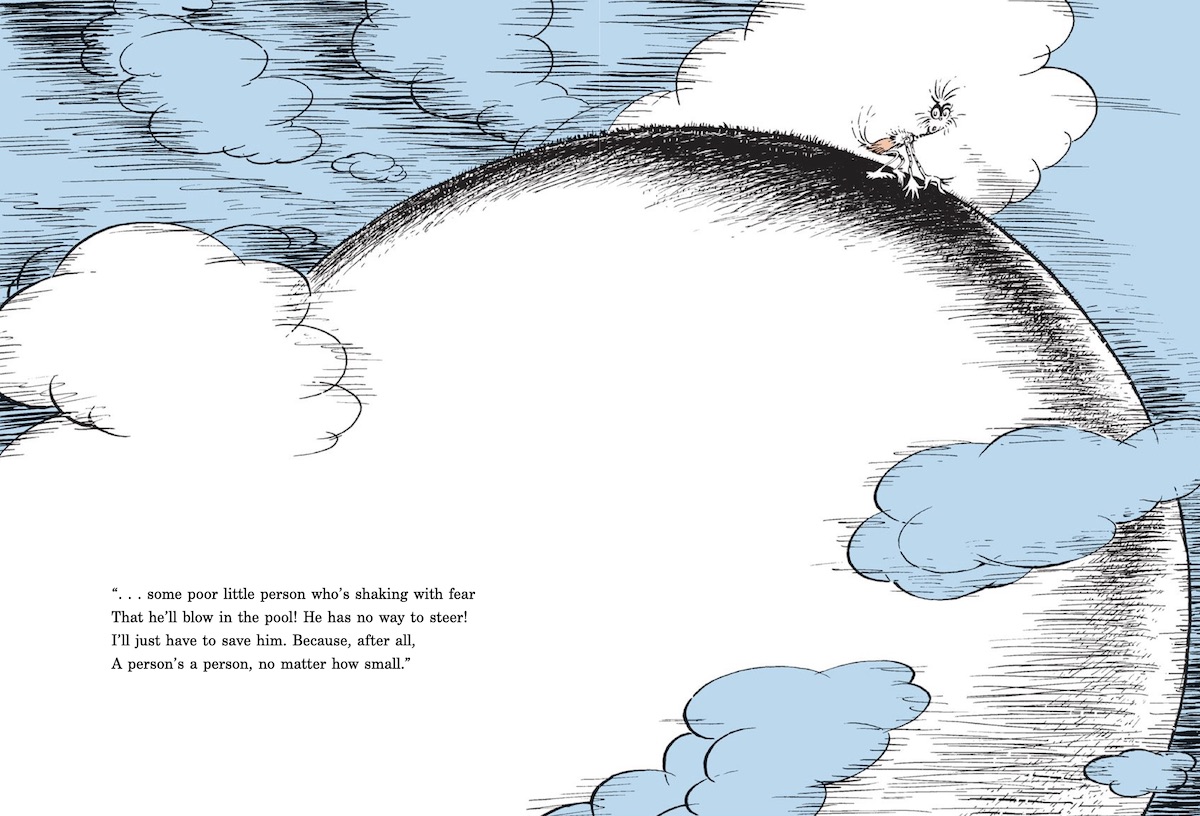 “. . . some poor little person who’s shaking with fear
That he’ll blow in the pool! He has no way to steer!
I’ll just have to save him. Because, after all,
A person’s a person, no matter how small.”